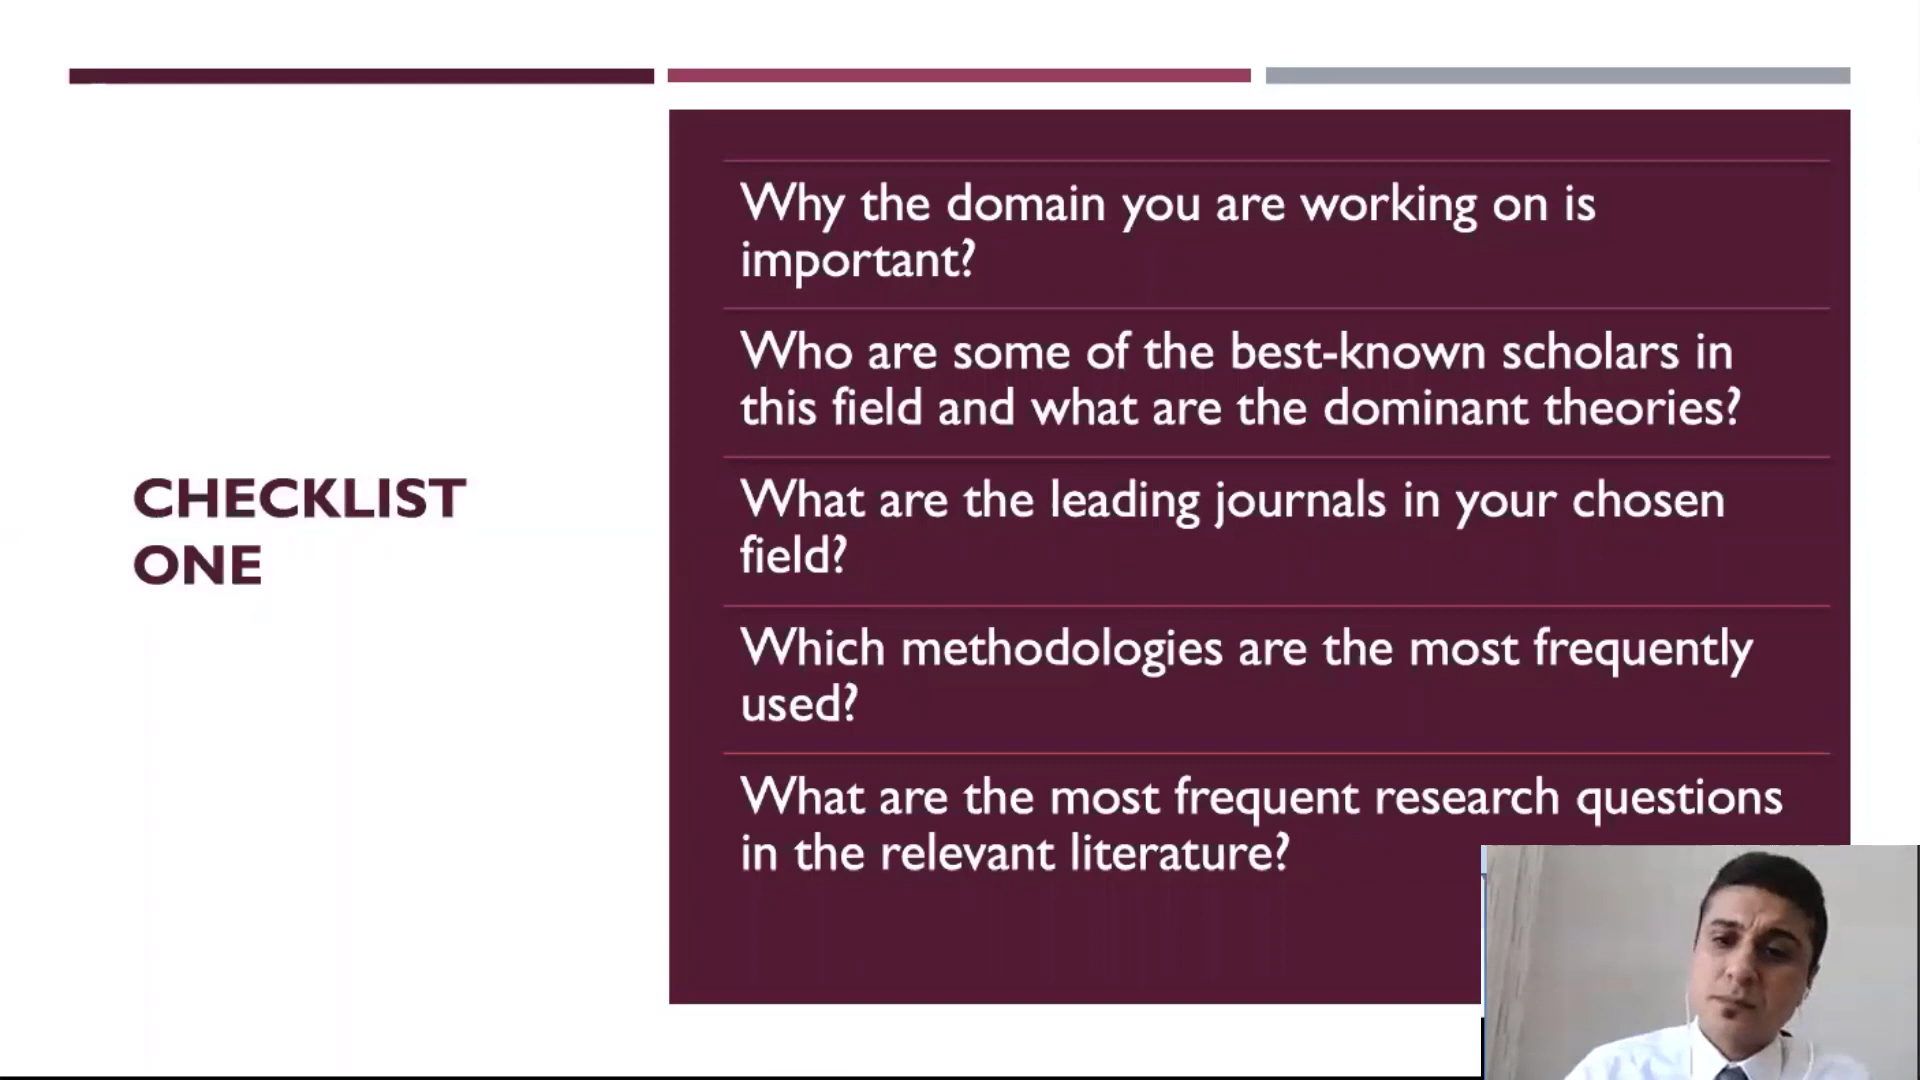 CHECKLIST
ONE
Why the domain you are working on is
important?
Who are some of the best-known scholars in
this field and what are the dominant theories?
What are the leading journals in your chosen
field?
Which methodologies are the most frequently
used?
What are the most frequent research questions
in the relevant literature?